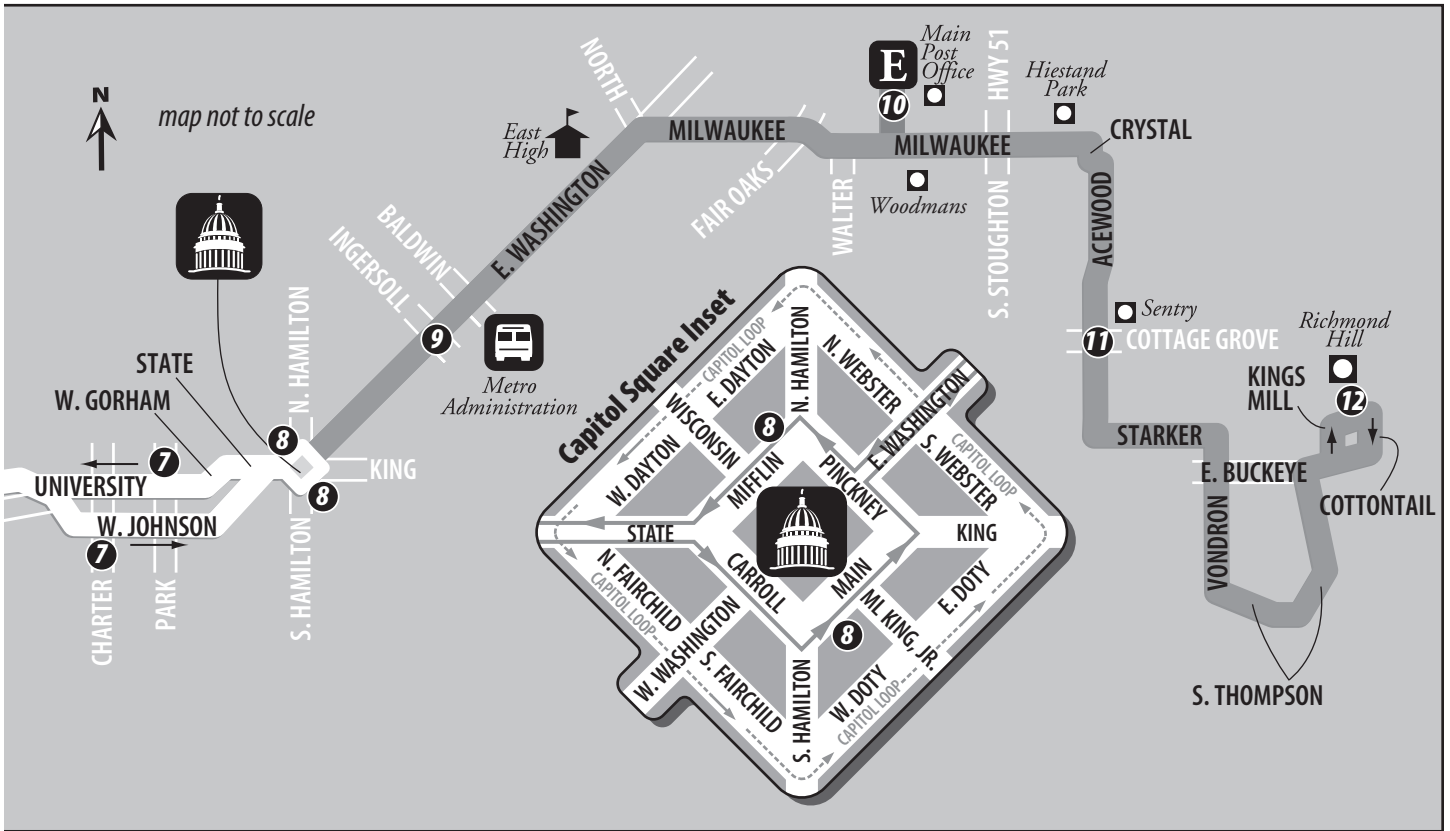 N
map not to scale
NORTH
East
High
MILWAUKEE
E
10
Main
Post
Office
HWY 51
Hiestand
Park
MILWAUKEE
CRYSTAL
E. WASHINGTON
BALDWIN
INGERSOLL
9
Metro
Administration
FAIR OAKS
WALTER
Woodmans
S. STOUGHTON
ACEWOOD
Sentry
11
COTTAGE GROVE
Richmond
Hill
KINGS
MILL
12
STARKER
E. BUCKEYE
COTTONTAIL
VONDRON
S. THOMPSON
STATE
W. GORHAM
N. HAMILTON
8
KING
8
7
UNIVERSITY
W. JOHNSON
7
CHARTER
PARK
S. HAMILTON
Capitol Square Inset
CAPITOL LOOP
E. DAYTON
N. HAMILTON
N. WEBSTER
E. WASHINGTON
WISCONSIN
8
W. DAYTON
MIFFLIN
PINCKNEY
S. WEBSTER
CAPITOL LOOP
STATE
KING
N. FAIRCHILD
CAPITOL LOOP
CARROLL
MAIN
E. DOTY
W. WASHINGTON
8
ML KING, JR.
S. FAIRCHILD
S. HAMILTON
W. DOTY
CAPITOL LOOP